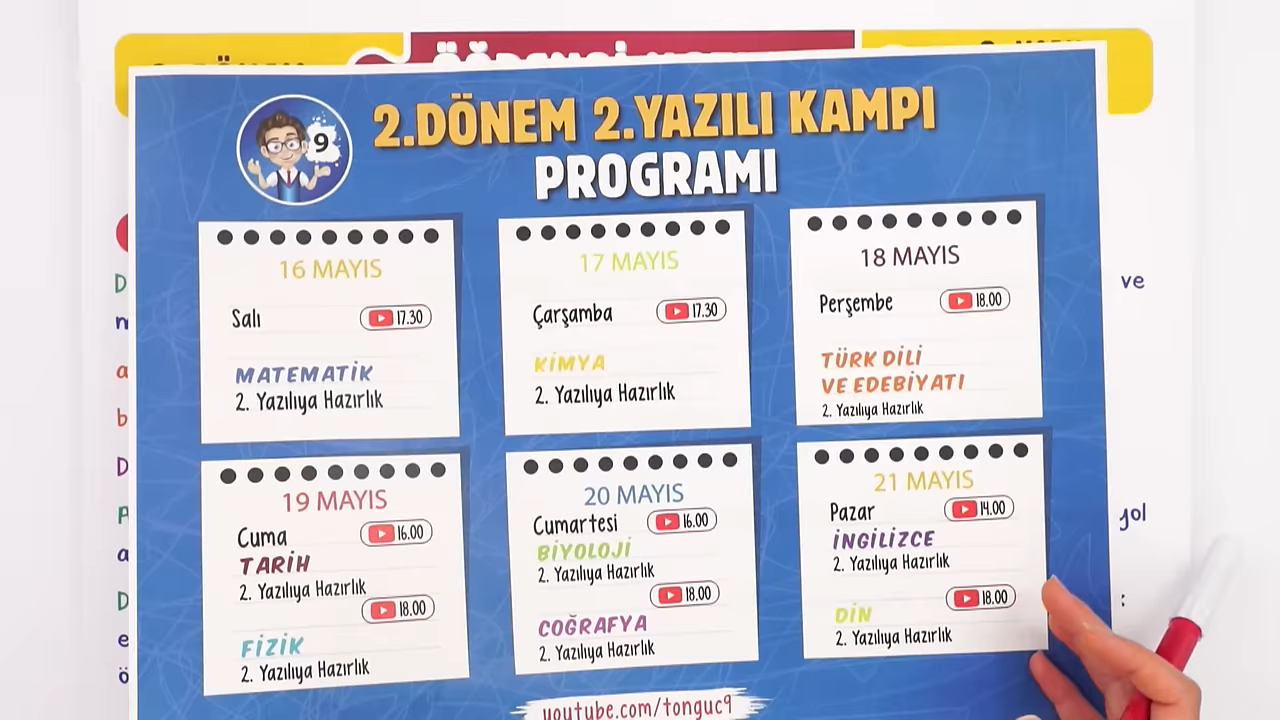 2.DÖNEM 2.YAZILI KAMPI
PROGRAMI
9
16 MAYIS
Salı 17.30
MATEMATİK
2. Yazılıya Hazırlık
17 MAYIS
Çarşamba 17.30
KİMYA
2. Yazılıya Hazırlık
18 MAYIS
Perşembe 18.00
TÜRK DİLİ
VE EDEBİYATI
2. Yazılıya Hazırlık
19 MAYIS
Cuma 16.00
TARİH
2. Yazılıya Hazırlık
18.00
FİZİK
2. Yazılıya Hazırlık
20 MAYIS
Cumartesi 16.00
BİYOLOJİ
2. Yazılıya Hazırlık
18.00
COĞRAFYA
2. Yazılıya Hazırlık
21 MAYIS
Pazar 14.00
İNGİLİZCE
2. Yazılıya Hazırlık
18.00
DİN
2. Yazılıya Hazırlık
youtube.com/tonguc9
ve
yol
: